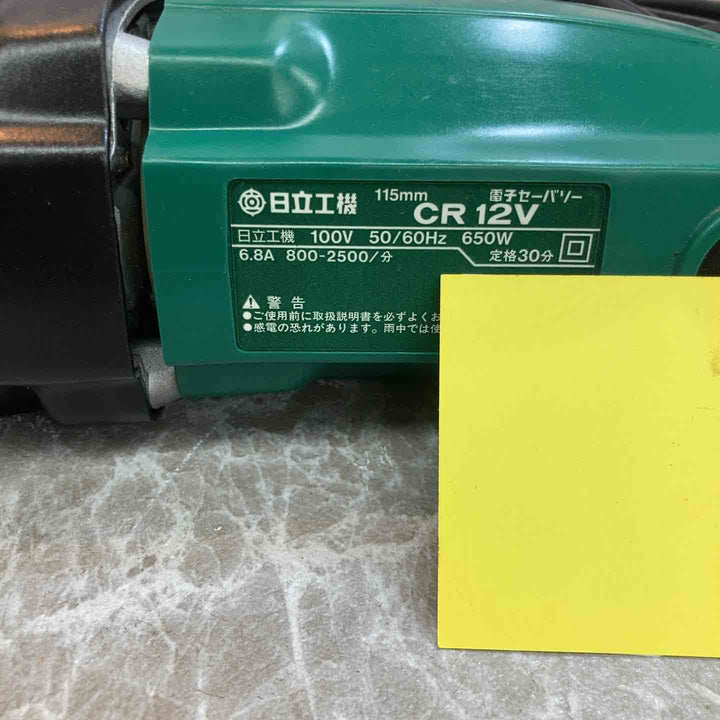 日立工機 115mm 電子セーバソー
CR 12V
日立工機 100V 50/60Hz 650W
6.8A 800-2500/分 定格30分
警告
●ご使用前に取扱説明書を必ずよくお
●感電の恐れがあります。雨中では使